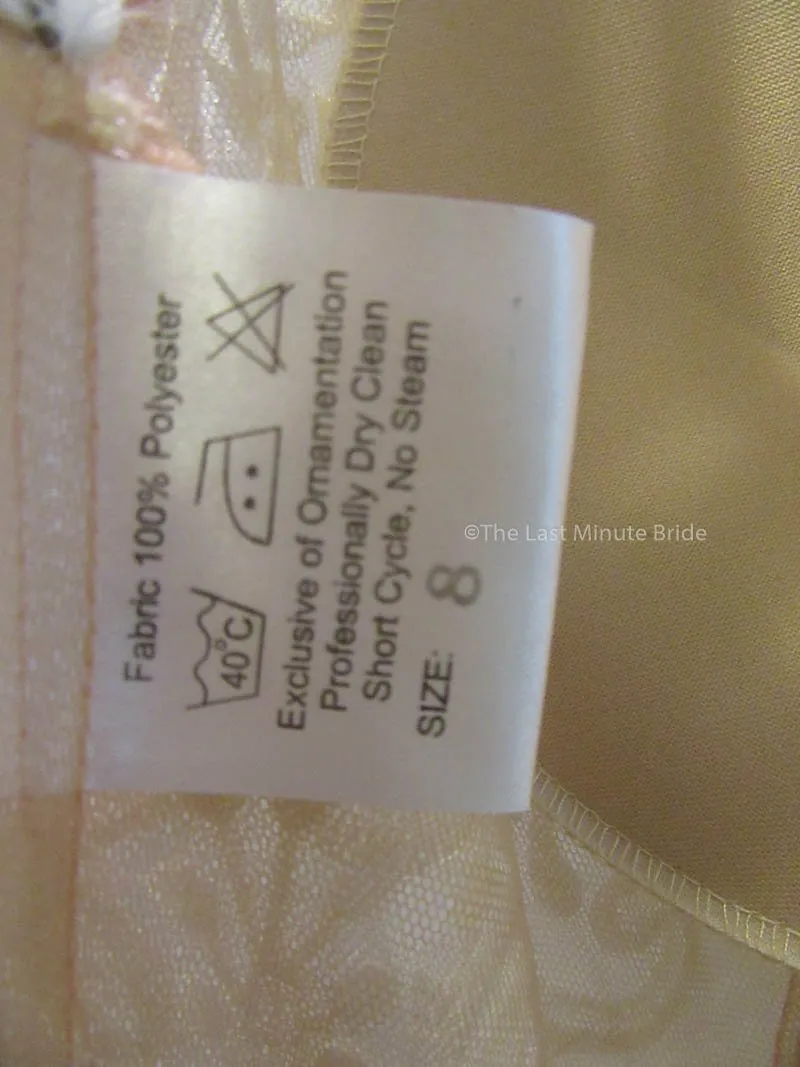 Fabric 100% Polyester
40°C
Exclusive of Ornamentation
Professionally Dry Clean
Short Cycle, No Steam
SIZE: 8
©The Last Minute Bride